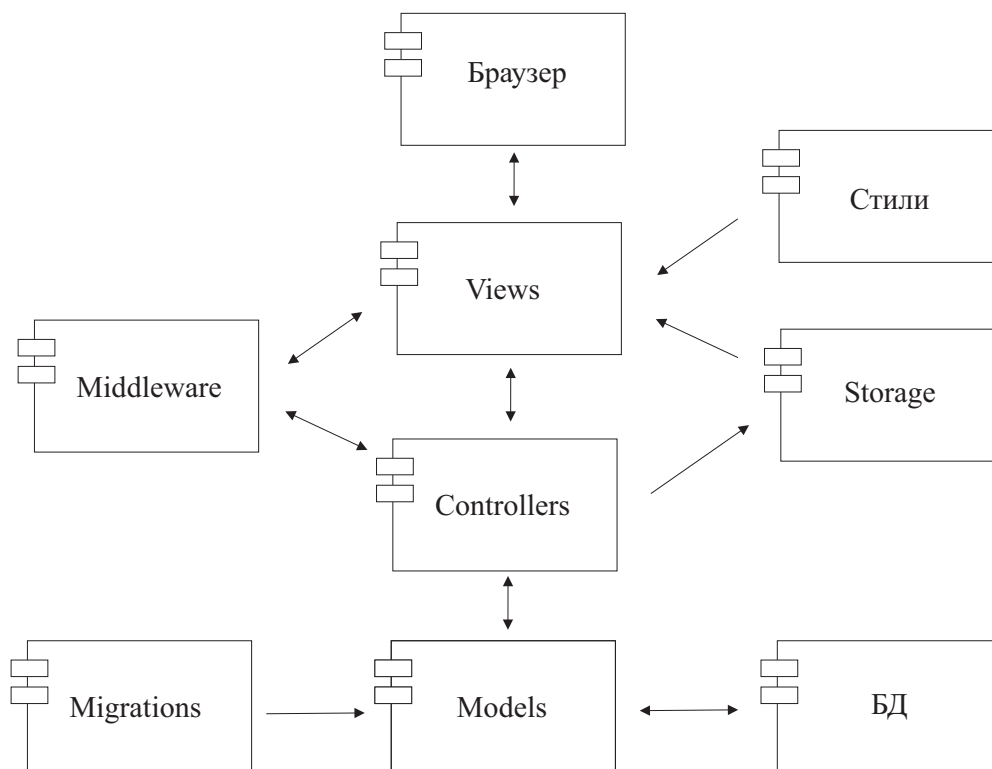 Браузер
Стили
Views
Middleware
Storage
Controllers
Migrations
Models
БД